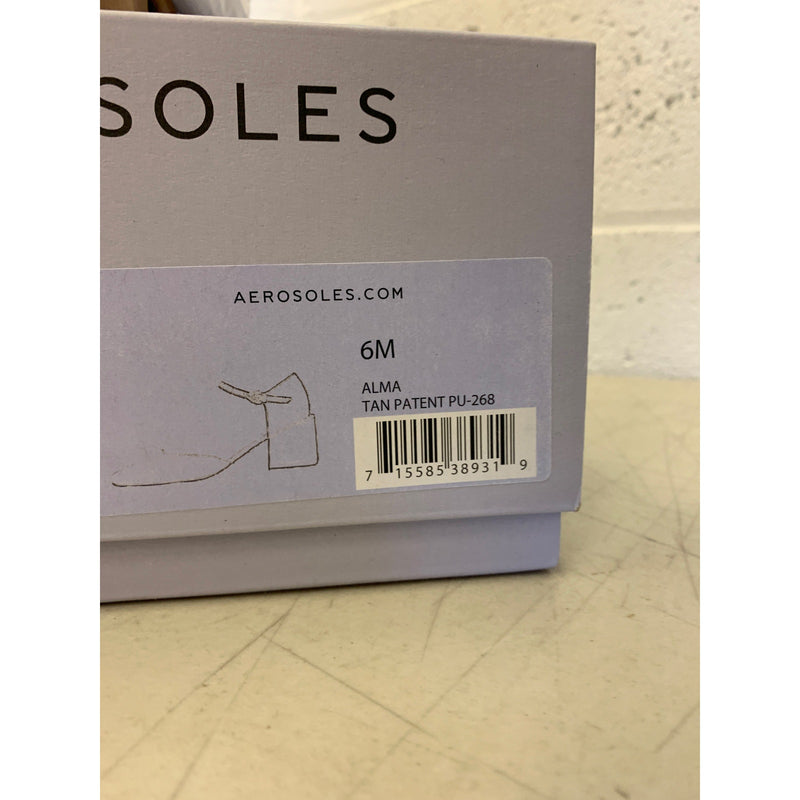 SOLES
AEROSOLES.COM
6M
ALMA
TAN PATENT PU-268
7 15585 38931 9